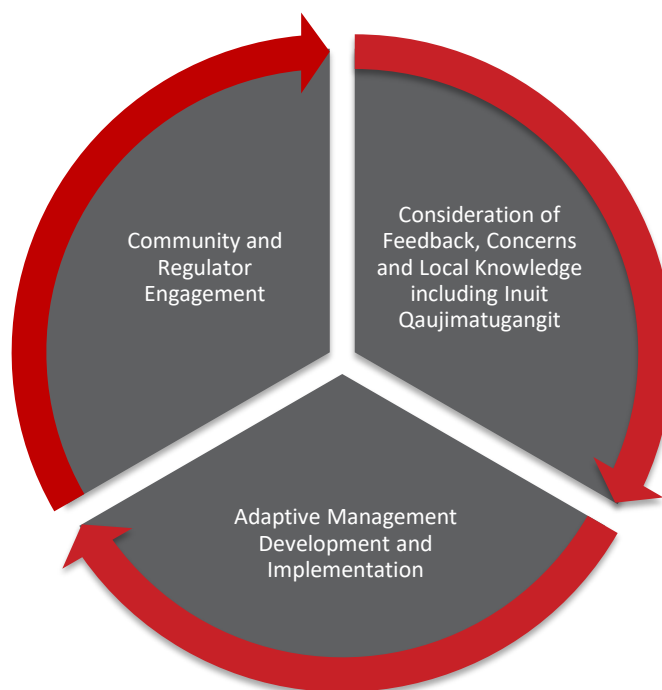 Community and
Regulator
Engagement
Consideration of
Feedback, Concerns
and Local Knowledge
including Inuit
Qaujimatugangit
Adaptive Management
Development and
Implementation